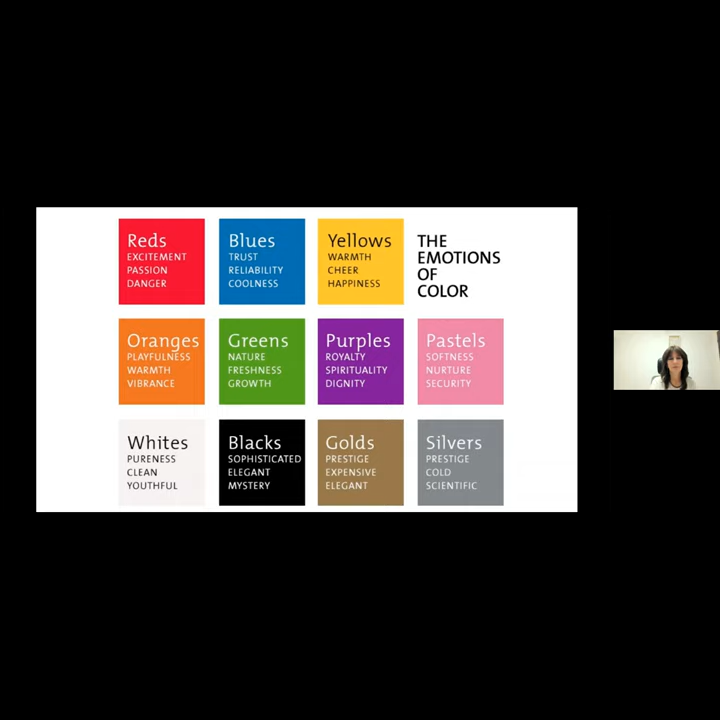 Reds
EXCITEMENT
PASSION
DANGER
Blues
TRUST
RELIABILITY
COOLNESS
Yellows
WARMTH
CHEER
HAPPINESS
THE
EMOTIONS
OF
COLOR
Oranges
PLAYFULNESS
WARMTH
VIBRANCE
Greens
NATURE
FRESHNESS
GROWTH
Purples
ROYALTY
SPIRITUALITY
DIGNITY
Pastels
SOFTNESS
NURTURE
SECURITY
Whites
PURENESS
CLEAN
YOUTHFUL
Blacks
SOPHISTICATED
ELEGANT
MYSTERY
Golds
PRESTIGE
EXPENSIVE
ELEGANT
Silvers
PRESTIGE
COLD
SCIENTIFIC